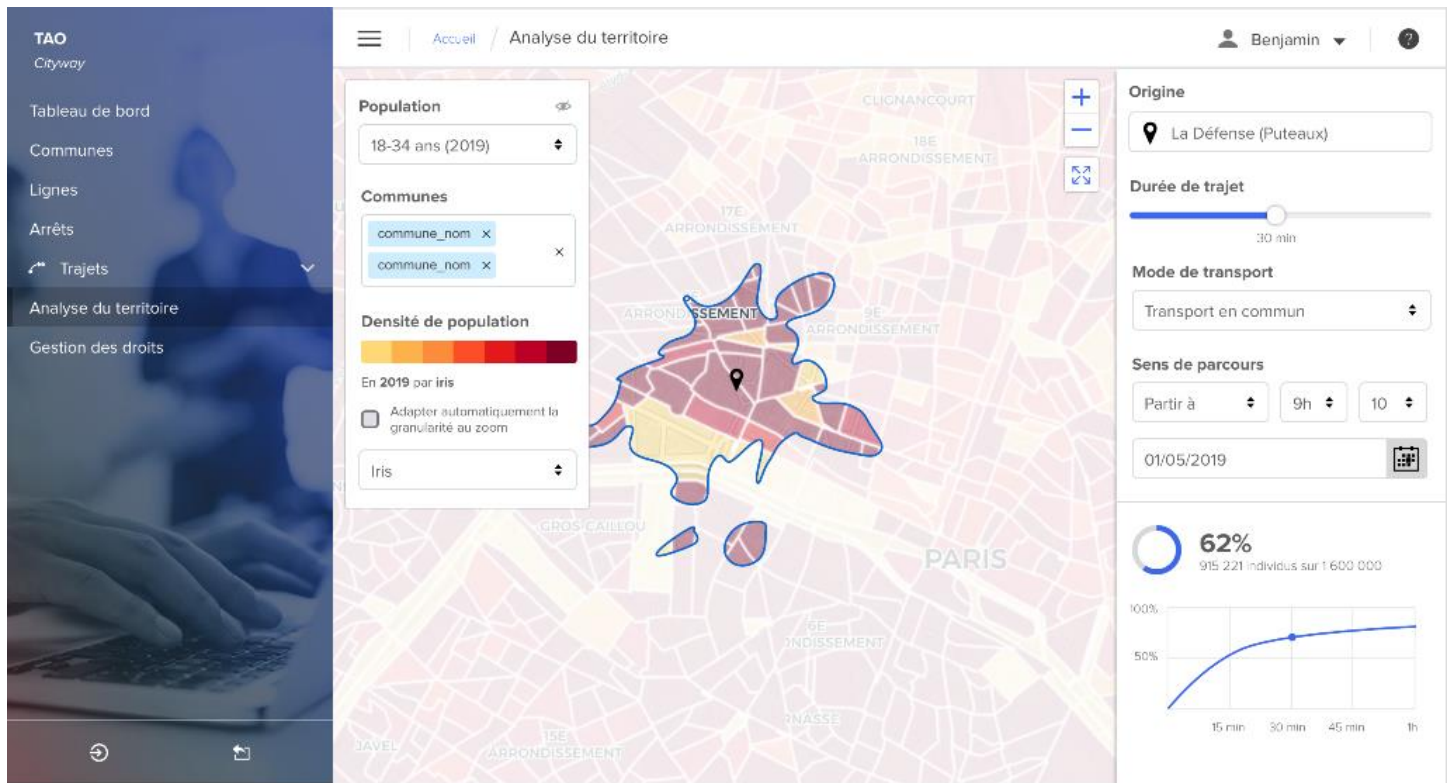 TAO
Cityway
Tableau de bord
Communes
Lignes
Arrêts
Trajets
Analyse du territoire
Gestion des droits
Accueil / Analyse du territoire
Benjamin
?
Population
18-34 ans (2019)
Communes
commune_nom ×
commune_nom ×
×
Densité de population
En 2019 par iris
Adapter automatiquement la
granularité au zoom
Iris
CLIGNANCOURT
18E
ARRONDISSEMENT
17E
ARRONDISSEMENT
ARRONDISSEMENT
9E
ARRONDISSEMENT
GROS-CAILLOU
PARIS
6E
ONDISSEMENT
NASSE
JAVEL
15E
ARRONDISSEMENT
+
−
Origine
La Défense (Puteaux)
Durée de trajet
30 min
Mode de transport
Transport en commun
Sens de parcours
Partir à
9h
10
01/05/2019
62%
915 221 individus sur 1 600 000
100%
50%
15 min
30 min
45 min
1h